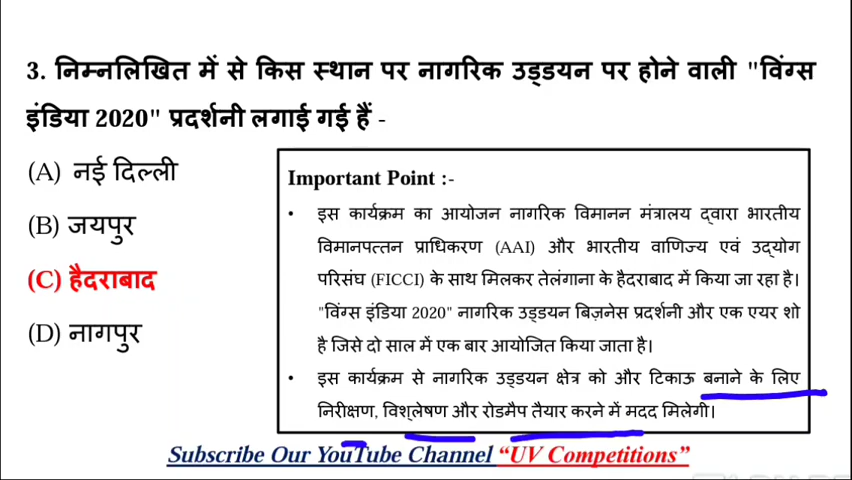 3. निम्नलिखित में से किस स्थान पर नागरिक उड्डयन पर होने वाली "विंग्स
इंडिया 2020" प्रदर्शनी लगाई गई हैं -
(A) नई दिल्ली
(B) जयपुर
(C) हैदराबाद
(D) नागपुर
Important Point :-
• इस कार्यक्रम का आयोजन नागरिक विमानन मंत्रालय द्वारा भारतीय
विमानपत्तन प्राधिकरण (AAI) और भारतीय वाणिज्य एवं उद्योग
परिसंघ (FICCI) के साथ मिलकर तेलंगाना के हैदराबाद में किया जा रहा है।
"विंग्स इंडिया 2020" नागरिक उड्डयन बिज़नेस प्रदर्शनी और एक एयर शो
है जिसे दो साल में एक बार आयोजित किया जाता है।
• इस कार्यक्रम से नागरिक उड्डयन क्षेत्र को और टिकाऊ बनाने के लिए
निरीक्षण, विश्लेषण और रोडमैप तैयार करने में मदद मिलेगी।
Subscribe Our YouTube Channel "UV Competitions"